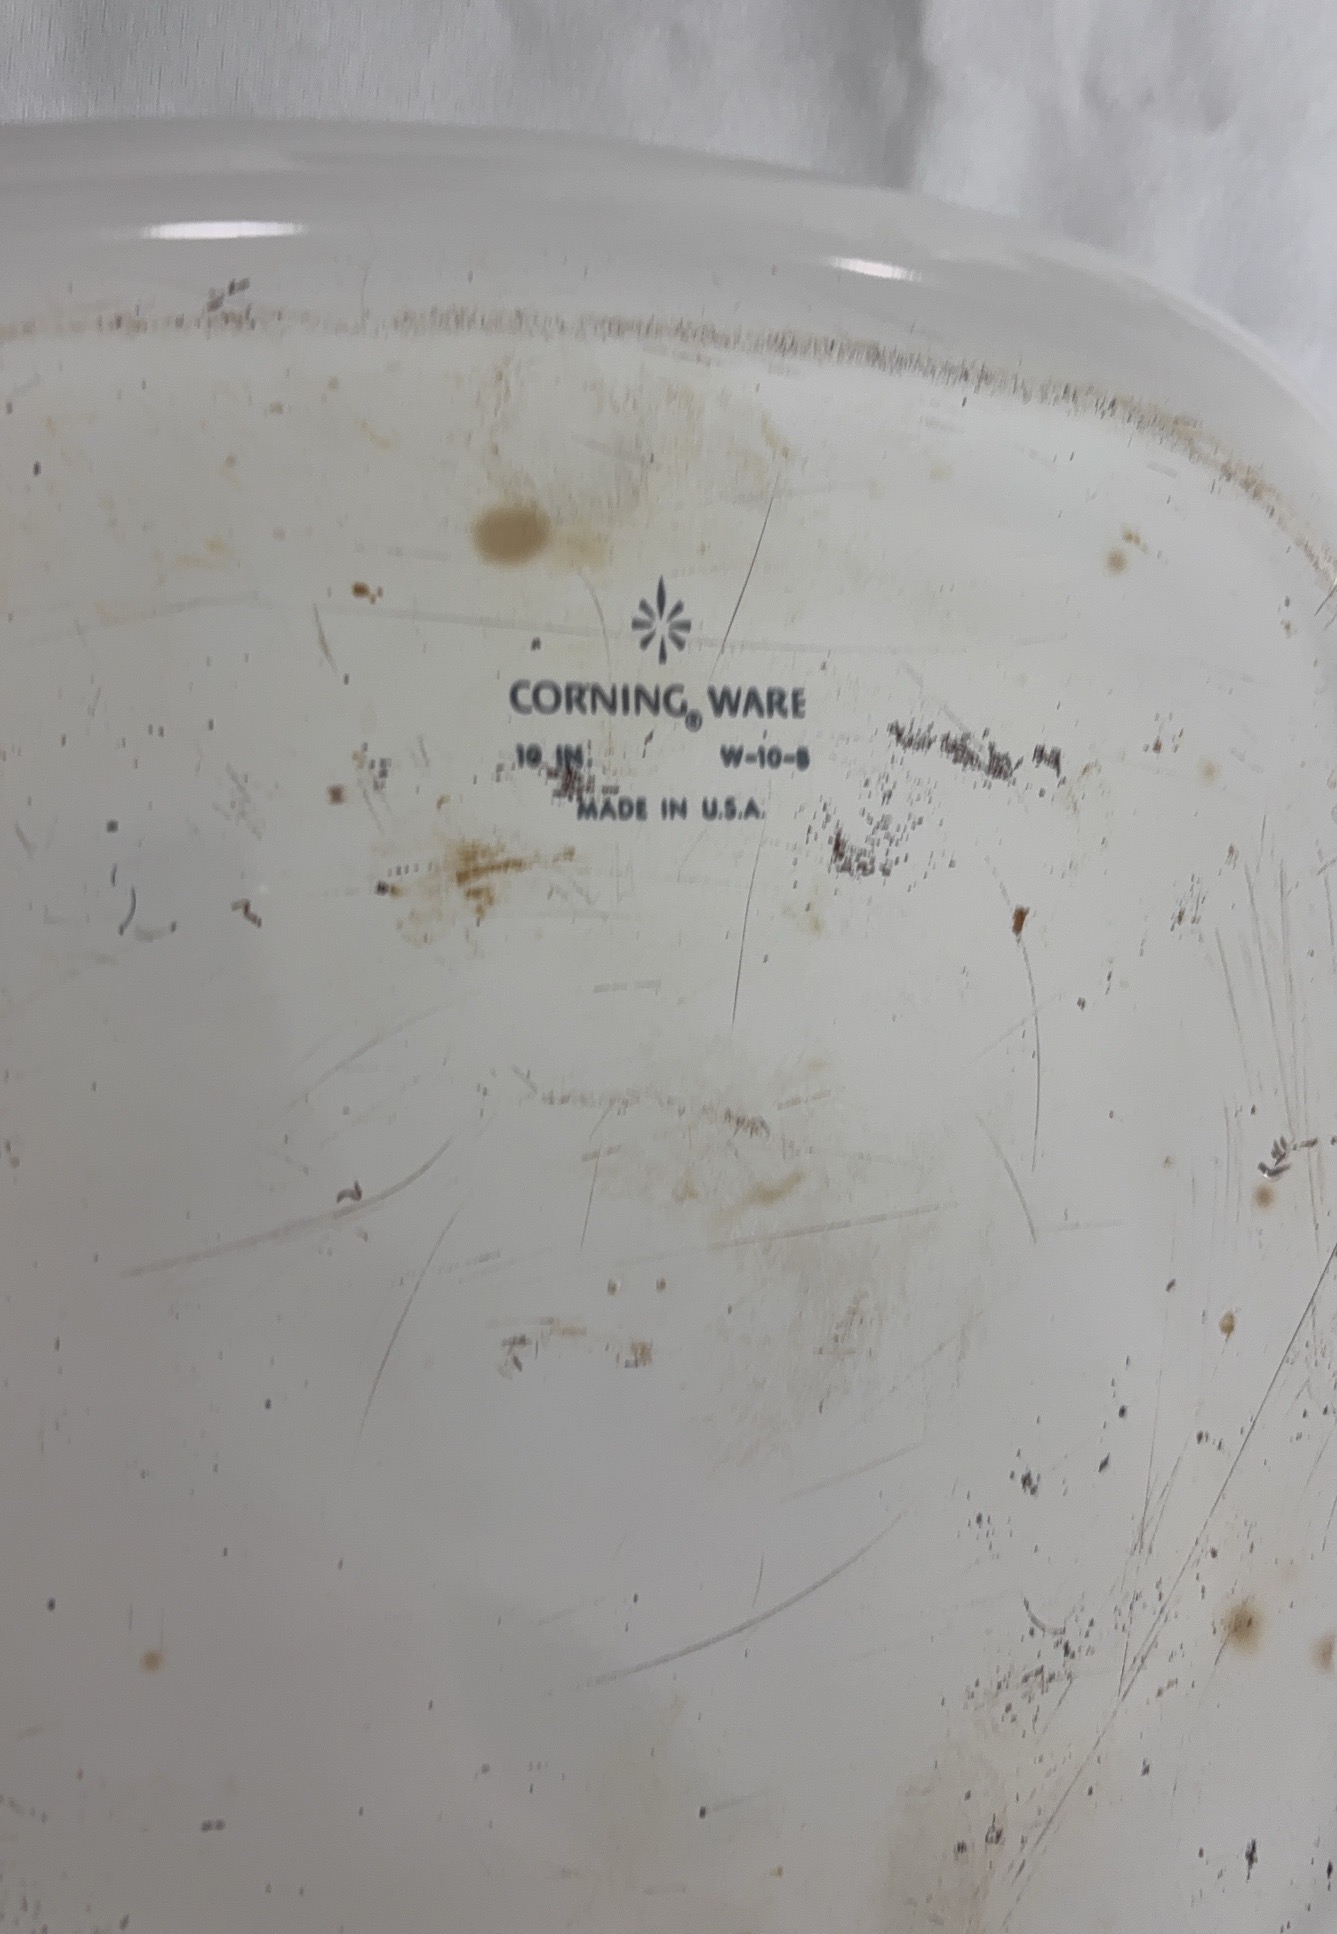 CORNING® WARE
10 IN. W-10-B
MADE IN U.S.A.